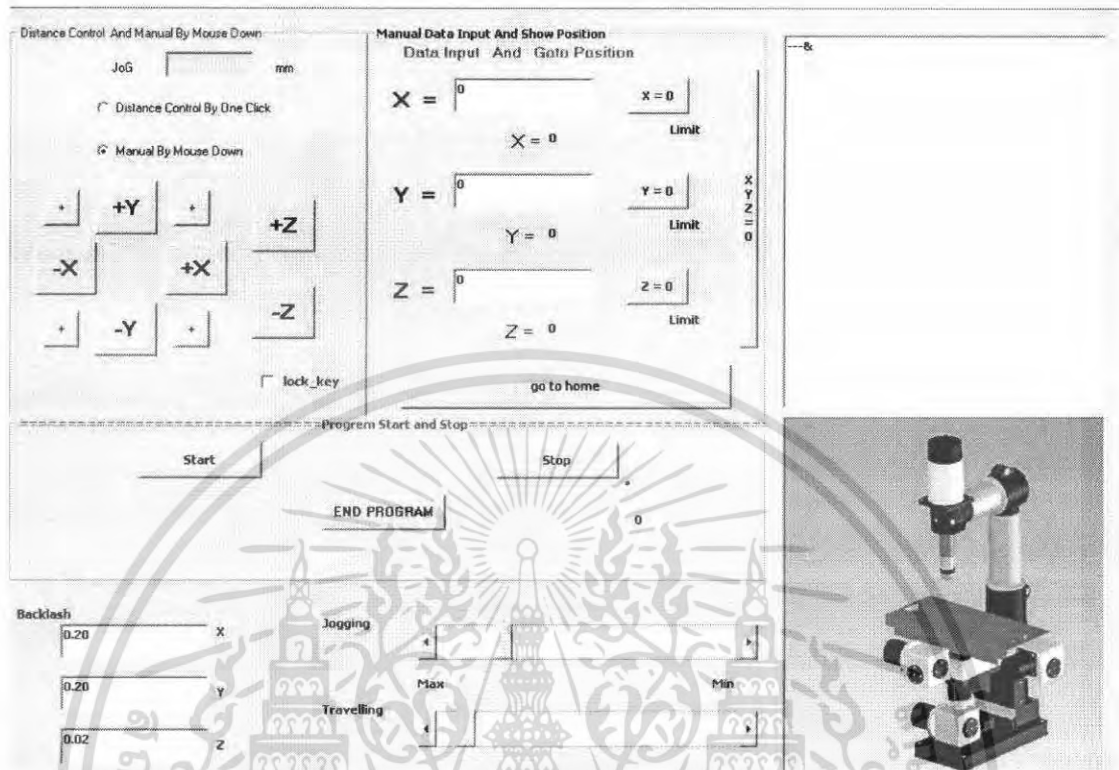 Distance Control And Manual By Mouse Down
JoG mm
Distance Control By One Click
Manual By Mouse Down
+ +Y +
-X +X
+ -Y +
+Z
-Z
lock_key
Manual Data Input And Show Position
Data Input And Goto Position
X = 0
X = 0
Limit
X = 0
Y = 0
Y = 0
Limit
Y = 0
Z = 0
Z = 0
Limit
Z = 0
X
Y
Z
=
0
go to home
---&
Progrem Start and Stop
Start
Stop
END PROGRAM
0
Backlash
0.20 X
0.20 Y
0.02 Z
Jogging
Max Min
Travelling